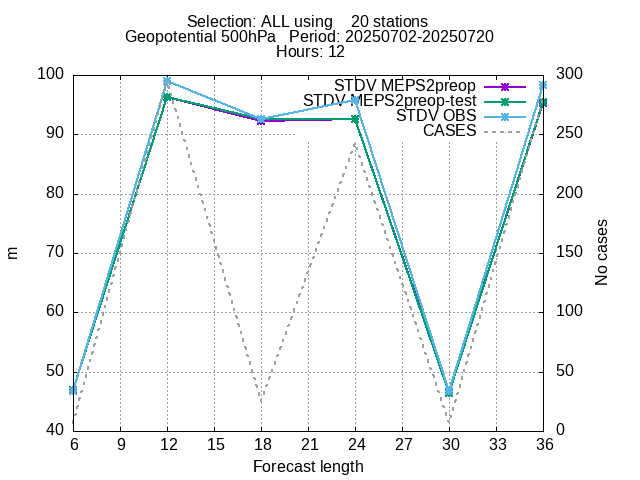 Selection: ALL using    20 stations
Geopotential 500hPa   Period: 20250702-20250720
Hours: 12
100 300
STDV MEPS2preop
STDV MEPS2preop-test
STDV OBS
CASES
90 250
80 200
70 150
60 100
50 50
40 0
m
No cases
6 9 12 15 18 21 24 27 30 33 36
Forecast length